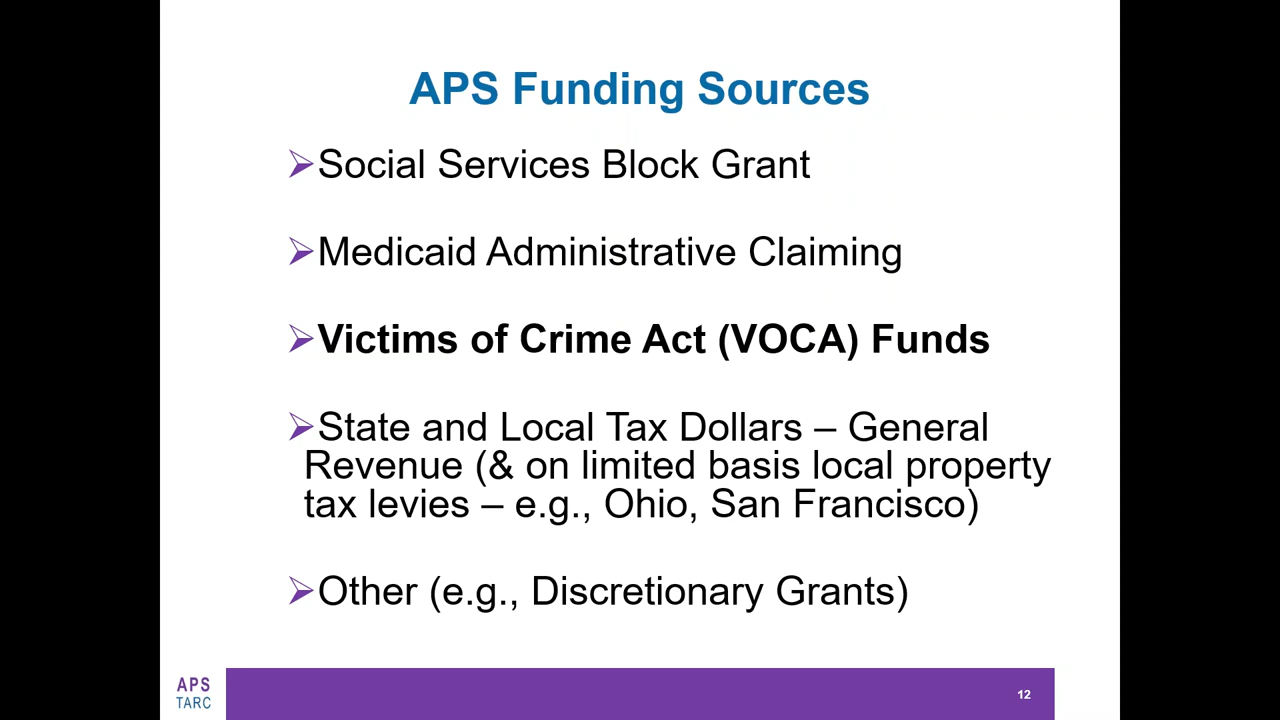 APS Funding Sources
➢Social Services Block Grant
➢Medicaid Administrative Claiming
➢Victims of Crime Act (VOCA) Funds
➢State and Local Tax Dollars – General
Revenue (& on limited basis local property
tax levies – e.g., Ohio, San Francisco)
➢Other (e.g., Discretionary Grants)
APS
TARC
12